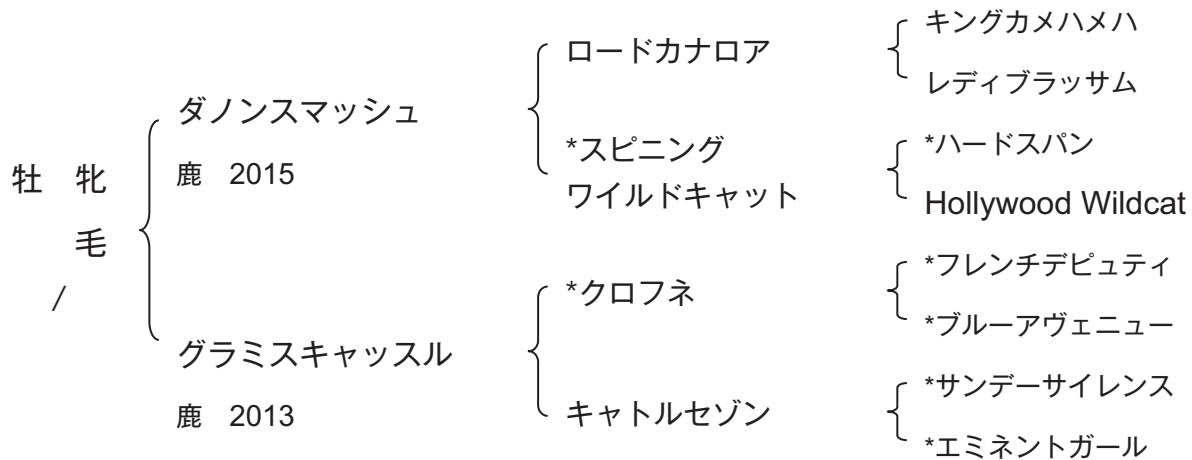 牡　牝
毛
/
ダノンスマッシュ
鹿　2015
グラミスキャッスル
鹿　2013
ロードカナロア
*スピニング
ワイルドキャット
*クロフネ
キャトルセゾン
キングカメハメハ
レディブラッサム
*ハードスパン
Hollywood Wildcat
*フレンチデピュティ
*ブルーアヴェニュー
*サンデーサイレンス
*エミネントガール